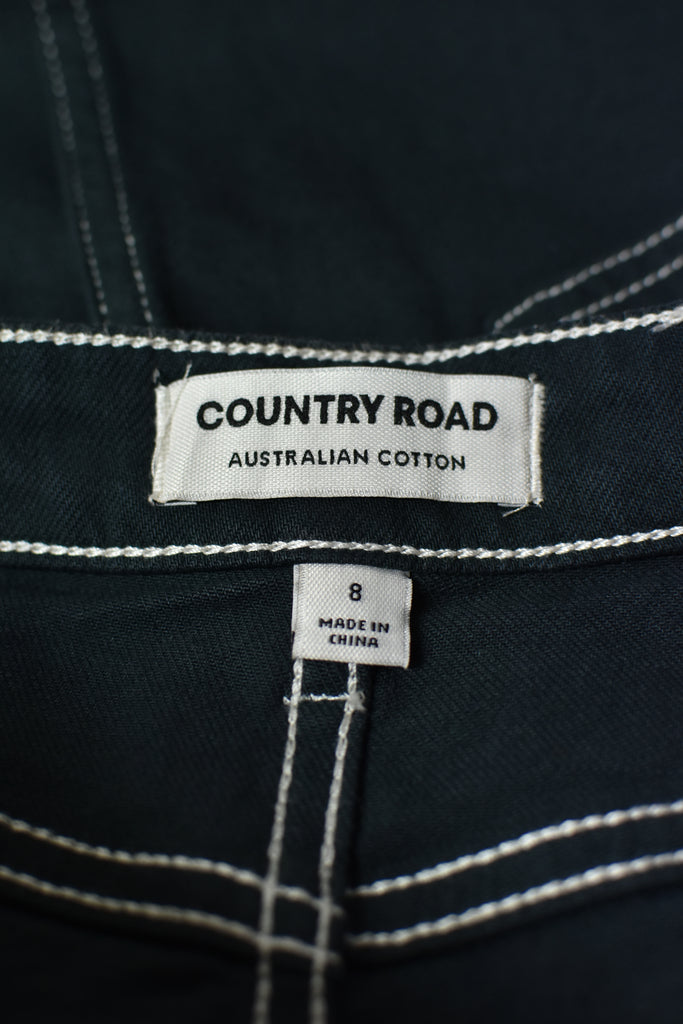 COUNTRY ROAD
AUSTRALIAN COTTON
8
MADE IN
CHINA